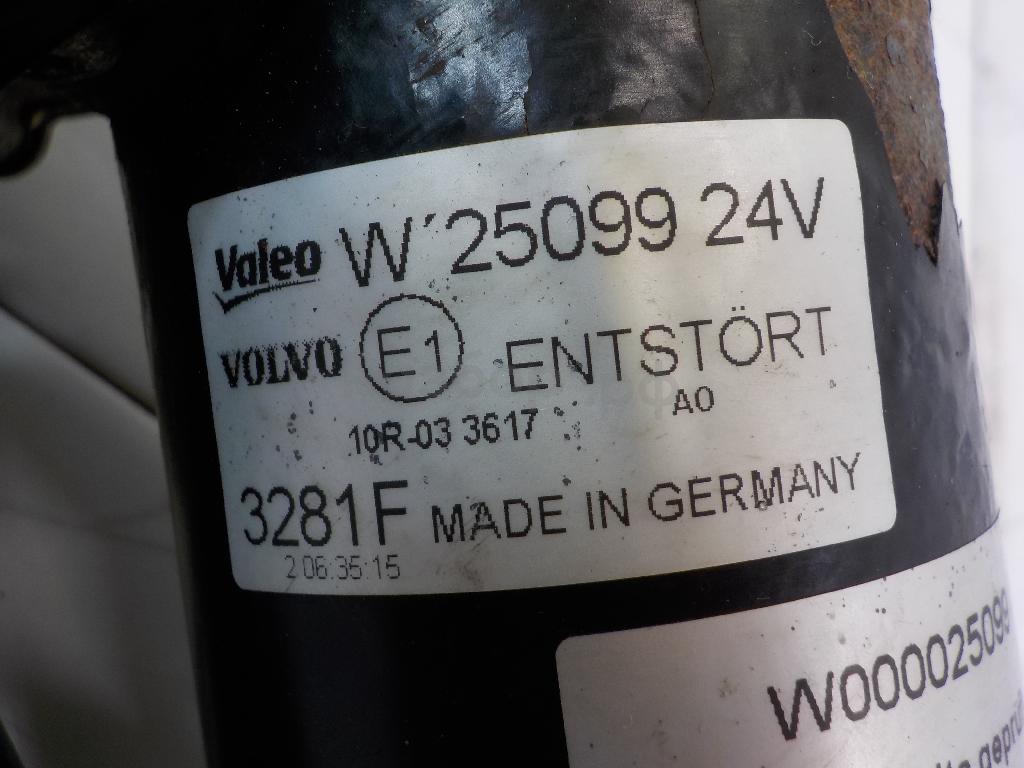 Valeo W 25099 24V
VOLVO E1 ENTSTÖRT
10R-03 3617 A0
3281F MADE IN GERMANY
2 06:35:15
W000025099